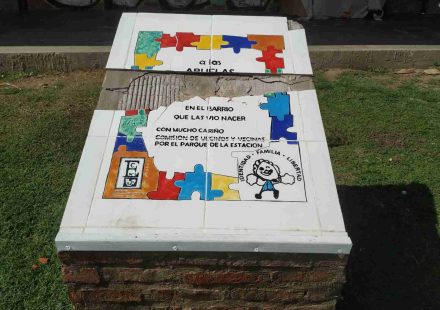 a las
ABUELAS
EN EL BARRIO
QUE LAS VIO NACER
CON MUCHO CARIÑO
COMISION DE VECINOS Y VECINAS
POR EL PARQUE DE LA ESTACION
IDENTIDAD - FAMILIA - LIBERTAD